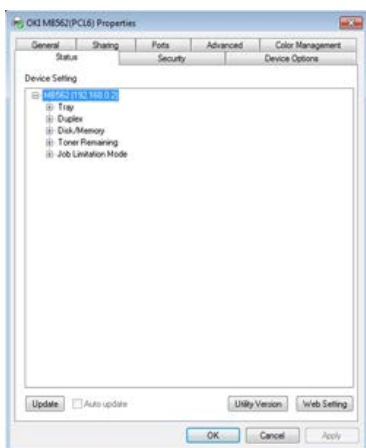 OKI MB562(PCL6) Properties
General Sharing Ports Advanced Color Management
Status Security Device Options
Device Setting
MB562 (192.168.0.2)
Tray
Duplex
Disk/Memory
Toner Remaining
Job Limitation Mode
Update Auto update Utility Version Web Setting
OK Cancel Apply